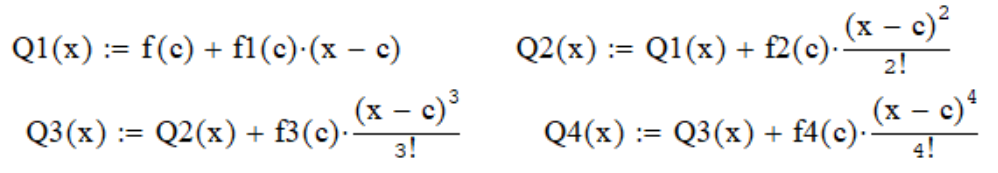 Q1(x) := f(c) + f1(c)·(x − c)    Q2(x) := Q1(x) + f2(c)·(x − c)^2/2!
Q3(x) := Q2(x) + f3(c)·(x − c)^3/3!    Q4(x) := Q3(x) + f4(c)·(x − c)^4/4!